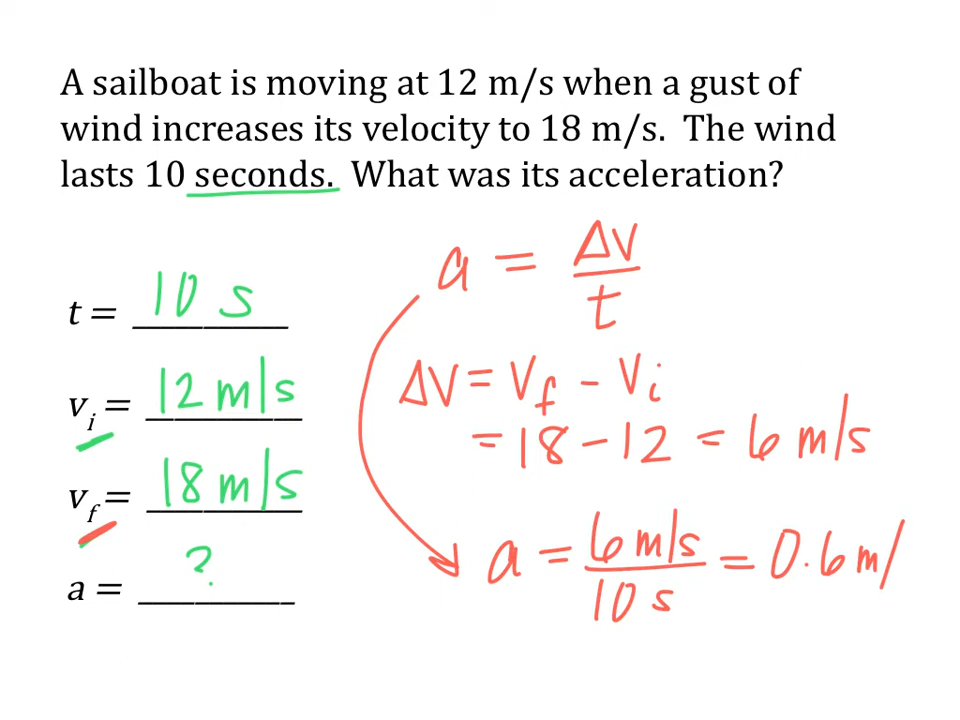 A sailboat is moving at 12 m/s when a gust of
wind increases its velocity to 18 m/s. The wind
lasts 10 seconds. What was its acceleration?
a = Δv/t
t = 10 s
Δv = vf - vi
vi = 12 m/s
= 18 - 12 = 6 m/s
vf = 18 m/s
a = 6 m/s / 10 s = 0.6 m/
a = ?